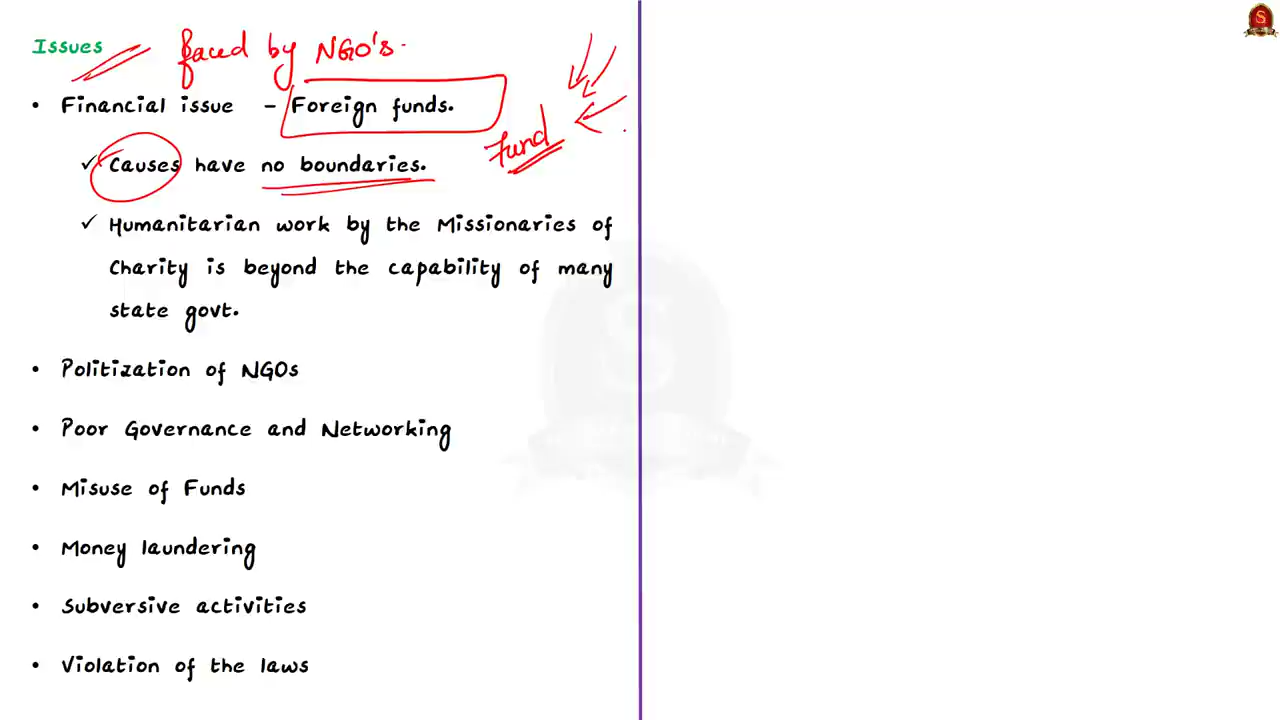 Issues faced by NGO's.
• Financial issue - Foreign funds.
Fund
✓ Causes have no boundaries.
✓ Humanitarian work by the Missionaries of
Charity is beyond the capability of many
state govt.
• Politization of NGOs
• Poor Governance and Networking
• Misuse of Funds
• Money laundering
• Subversive activities
• Violation of the laws